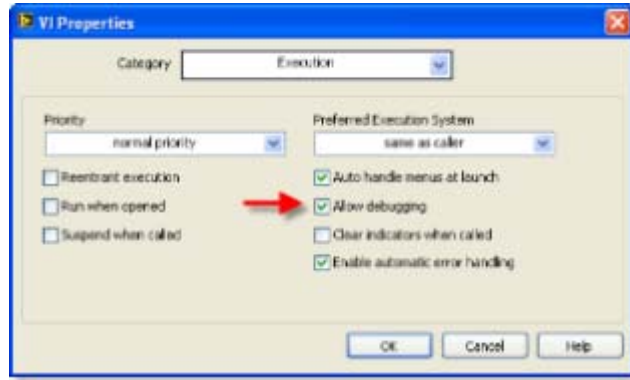 VI Properties
Category
Execution
Priority
normal priority
Reentrant execution
Run when opened
Suspend when called
Preferred Execution System
same as caller
Auto handle menus at launch
Allow debugging
Clear indicators when called
Enable automatic error handling
OK
Cancel
Help